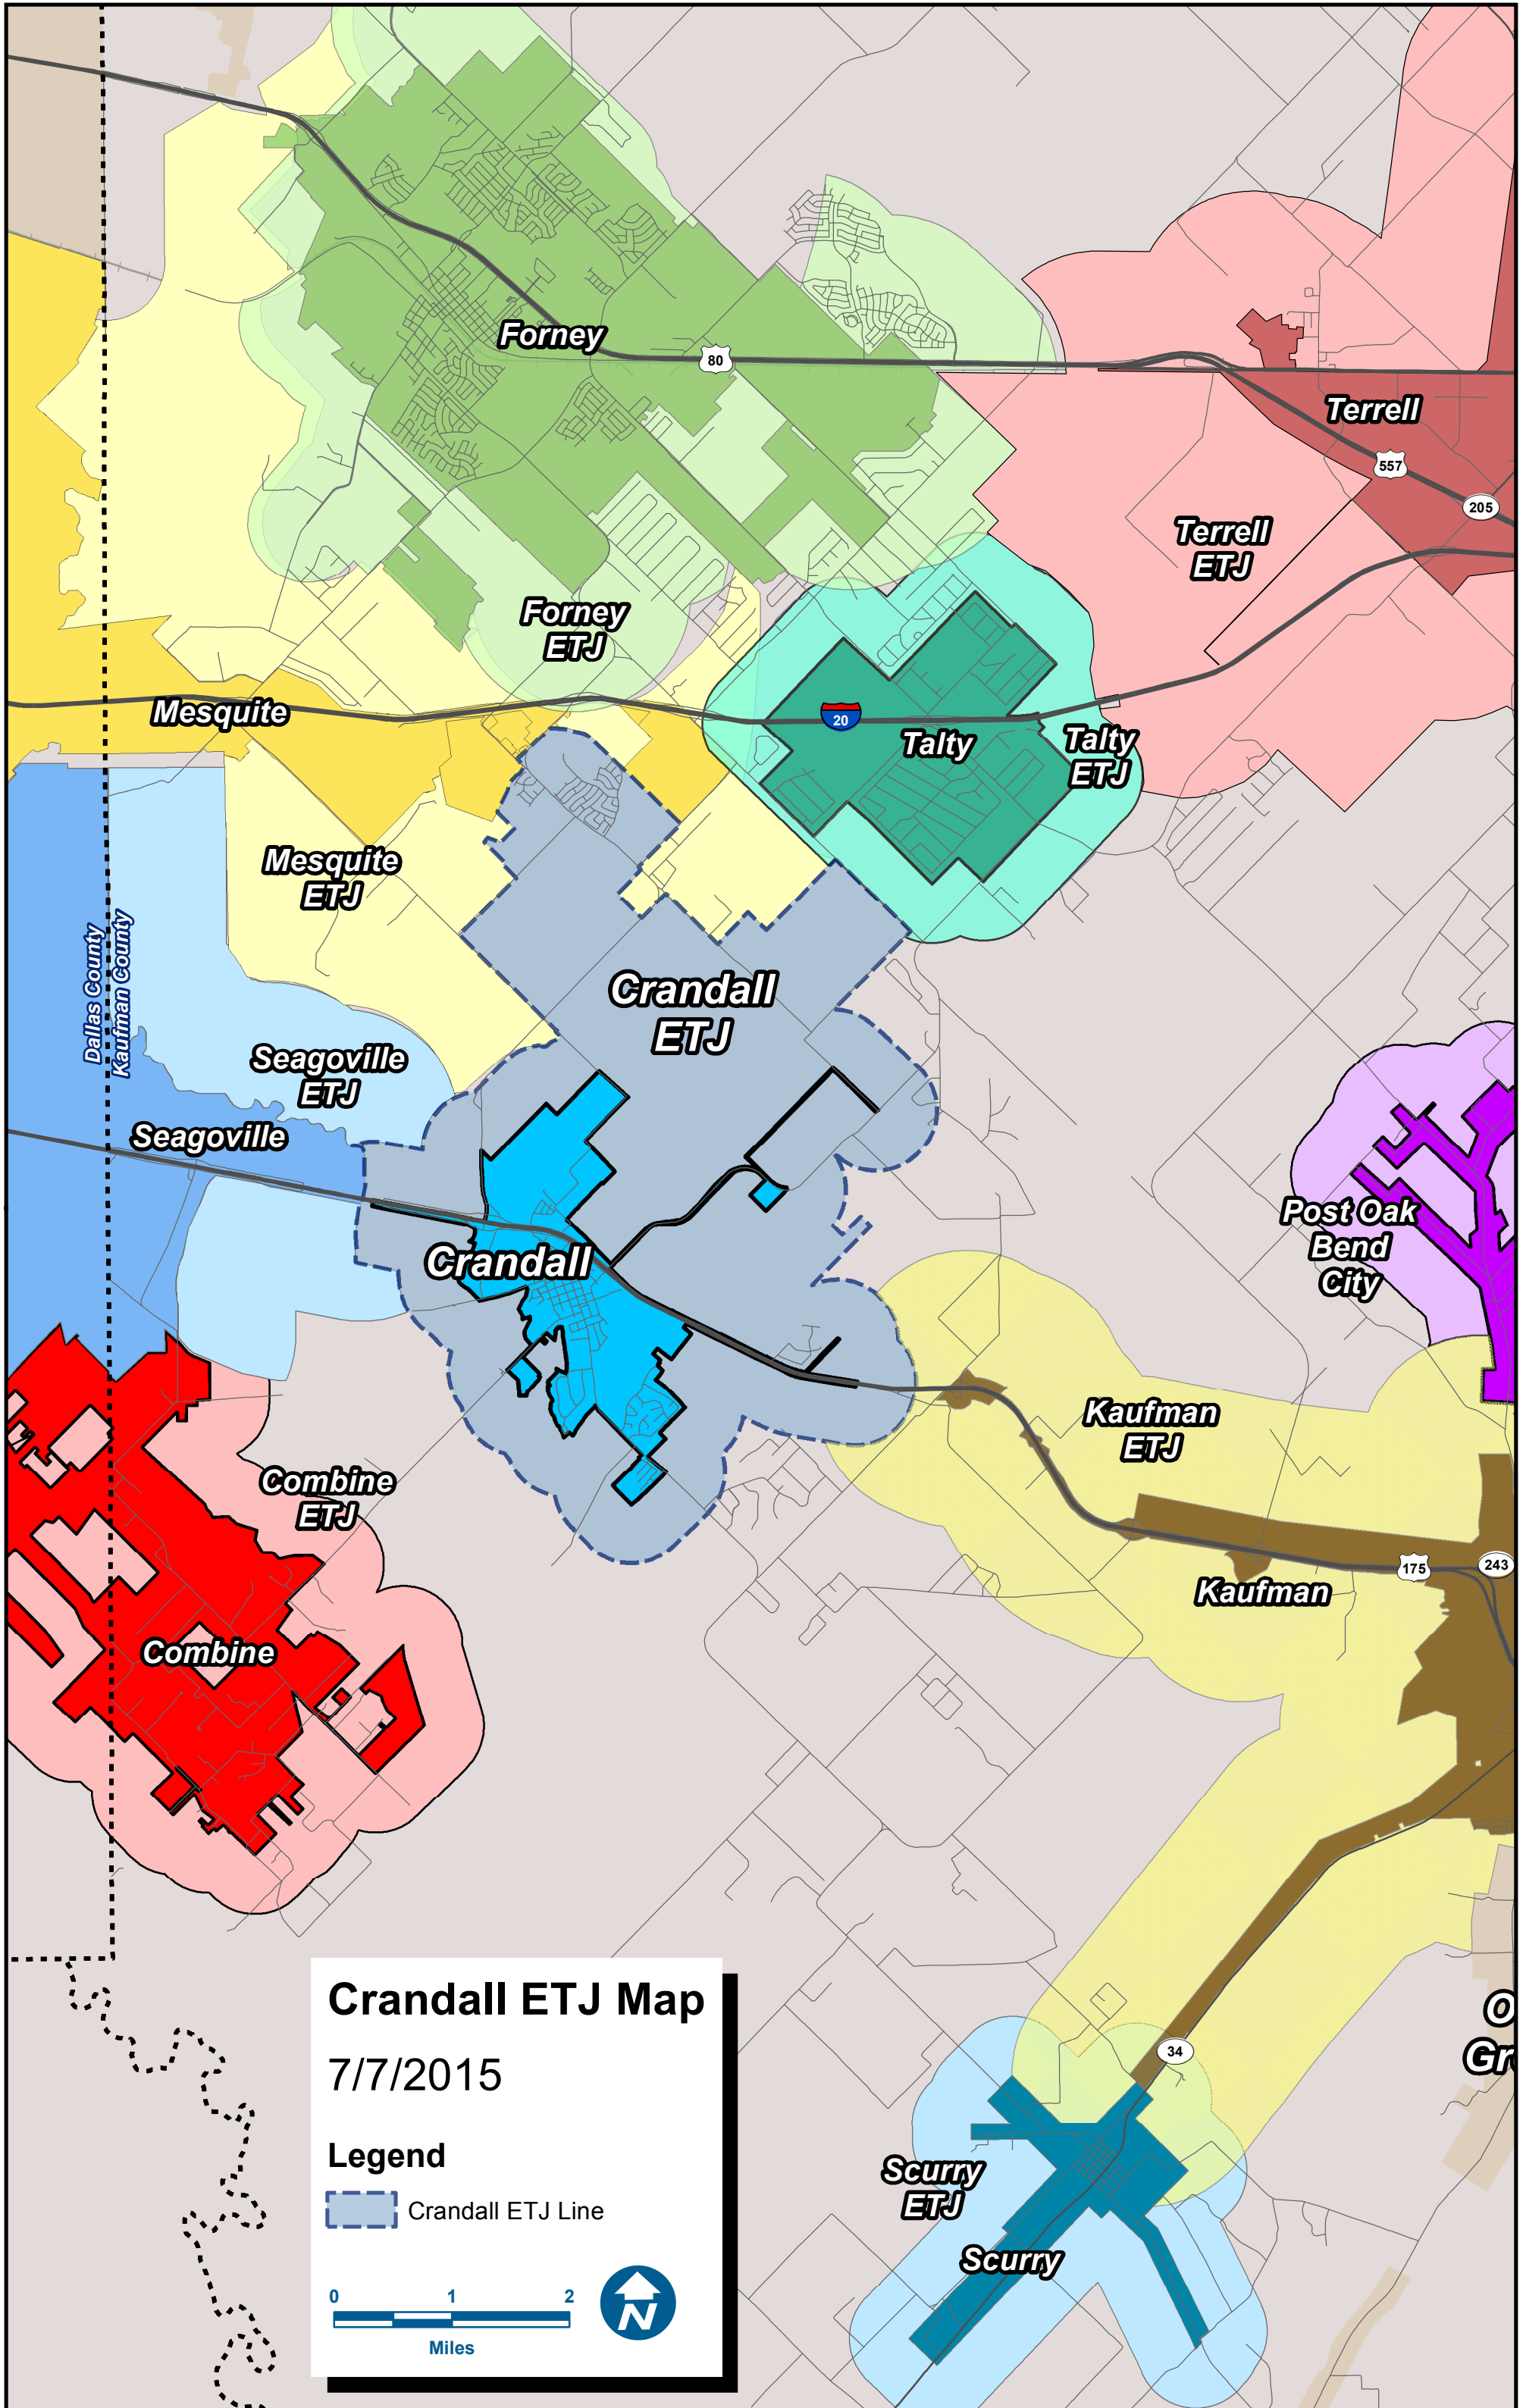 Forney
80
Terrell
557
205
Terrell
ETJ
Forney
ETJ
Mesquite
20
Talty
Talty
ETJ
Mesquite
ETJ
Dallas County
Kaufman County
Crandall
ETJ
Seagoville
ETJ
Seagoville
Post Oak
Bend
City
Crandall
Kaufman
ETJ
Combine
ETJ
175
243
Kaufman
Combine
Crandall ETJ Map
7/7/2015
Legend
Crandall ETJ Line
0 1 2
Miles
N
O
Gr
34
Scurry
ETJ
Scurry